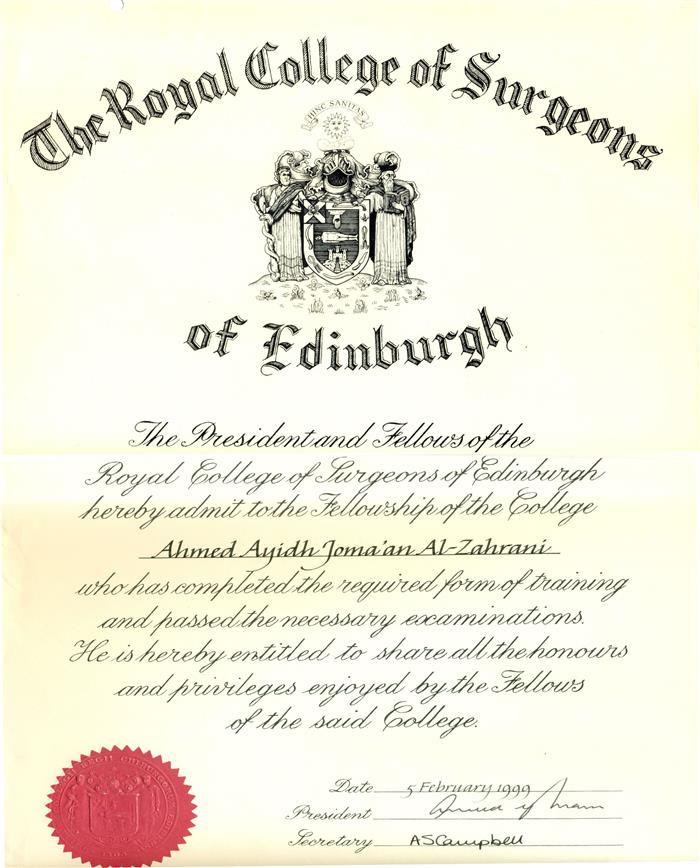 The Royal College of Surgeons
HINC SANITAS
of Edinburgh
The President and Fellows of the
Royal College of Surgeons of Edinburgh
hereby admit to the Fellowship of the College
Ahmed Ayidh Joma'an Al-Zahrani
who has completed the required form of training
and passed the necessary examinations.
He is hereby entitled to share all the honours
and privileges enjoyed by the Fellows
of the said College.
Date 5 February 1999
President
Secretary ASCampbell